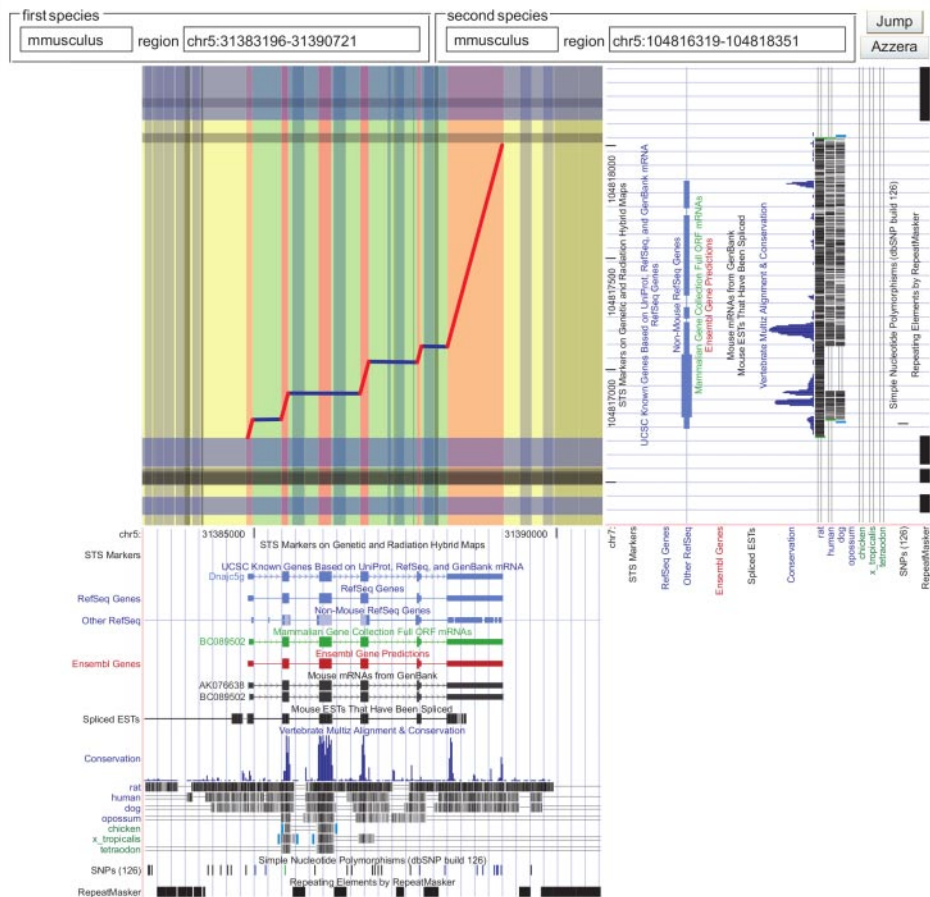 first species
second species
Jump
mmusculus
region
chr5:31383196-31390721
mmusculus
region
chr5:104816319-104818351
Azzera
104818000
104817500
104817000
STS Markers on Genetic and Radiation Hybrid Maps
UCSC Known Genes Based on UniProt, RefSeq, and GenBank mRNA
RefSeq Genes
Non-Mouse RefSeq Genes
Mammalian Gene Collection Full ORF mRNAs
Ensembl Gene Predictions
Mouse mRNAs from GenBank
Mouse ESTs That Have Been Spliced
Vertebrate Multiz Alignment & Conservation
Simple Nucleotide Polymorphisms (dbSNP build 126)
Repeating Elements by RepeatMasker
chr7:
STS Markers
RefSeq Genes
Other RefSeq
Ensembl Genes
Spliced ESTs
Conservation
rat
human
dog
opossum
chicken
x_tropicalis
tetraodon
SNPs (126)
RepeatMasker
chr5:
31385000
31390000
STS Markers on Genetic and Radiation Hybrid Maps
STS Markers
UCSC Known Genes Based on UniProt, RefSeq, and GenBank mRNA
Dnajc5g
RefSeq Genes
RefSeq Genes
Non-Mouse RefSeq Genes
Other RefSeq
Mammalian Gene Collection Full ORF mRNAs
BC089502
Ensembl Gene Predictions
Ensembl Genes
Mouse mRNAs from GenBank
AK076638
BC089502
Mouse ESTs That Have Been Spliced
Spliced ESTs
Vertebrate Multiz Alignment & Conservation
Conservation
rat
human
dog
opossum
chicken
x_tropicalis
tetraodon
Simple Nucleotide Polymorphisms (dbSNP build 126)
SNPs (126)
Repeating Elements by RepeatMasker
RepeatMasker